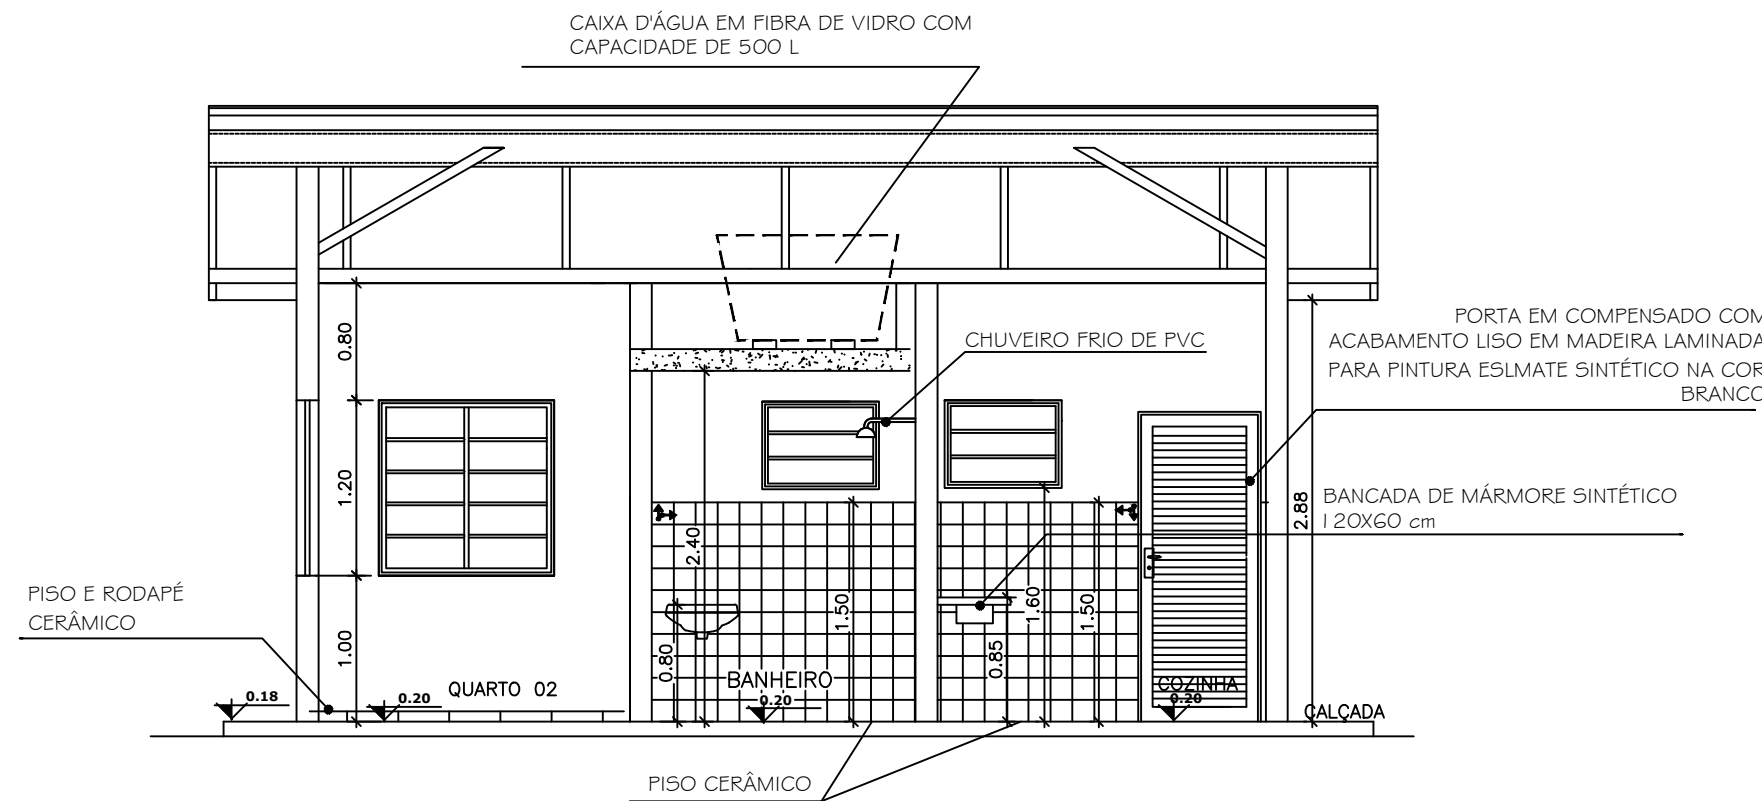 CAIXA D'ÁGUA EM FIBRA DE VIDRO COM
CAPACIDADE DE 500 L
CHUVEIRO FRIO DE PVC
PORTA EM COMPENSADO COM
ACABAMENTO LISO EM MADEIRA LAMINADA
PARA PINTURA ESLMATE SINTÉTICO NA COR
BRANCO
BANCADA DE MÁRMORE SINTÉTICO
120X60 cm
PISO E RODAPÉ
CERÂMICO
0.80
1.20
1.00
2.40
0.80
1.50
0.85
1.60
1.50
2.88
0.18
0.20
QUARTO 02
BANHEIRO
0.20
COZINHA
0.20
CALÇADA
PISO CERÂMICO